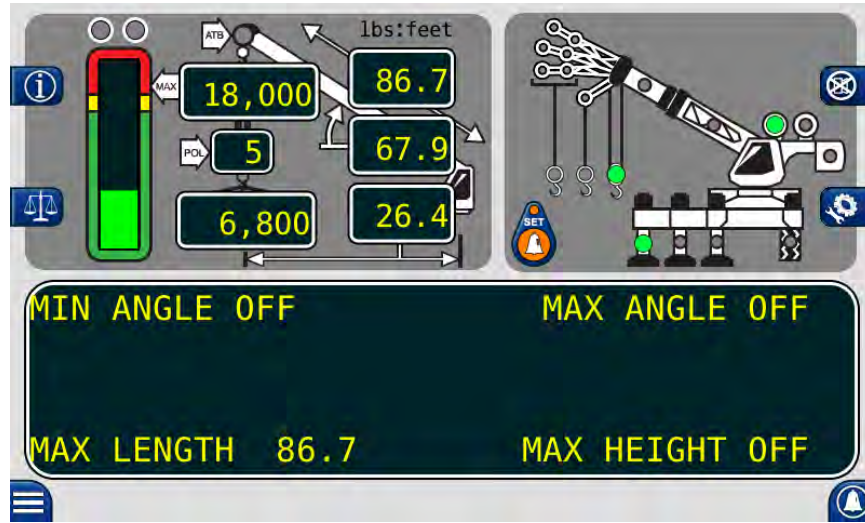 ATB
lbs:feet
MAX
18,000
86.7
POL
5
67.9
6,800
26.4
SET
MIN ANGLE OFF
MAX ANGLE OFF
MAX LENGTH 86.7
MAX HEIGHT OFF